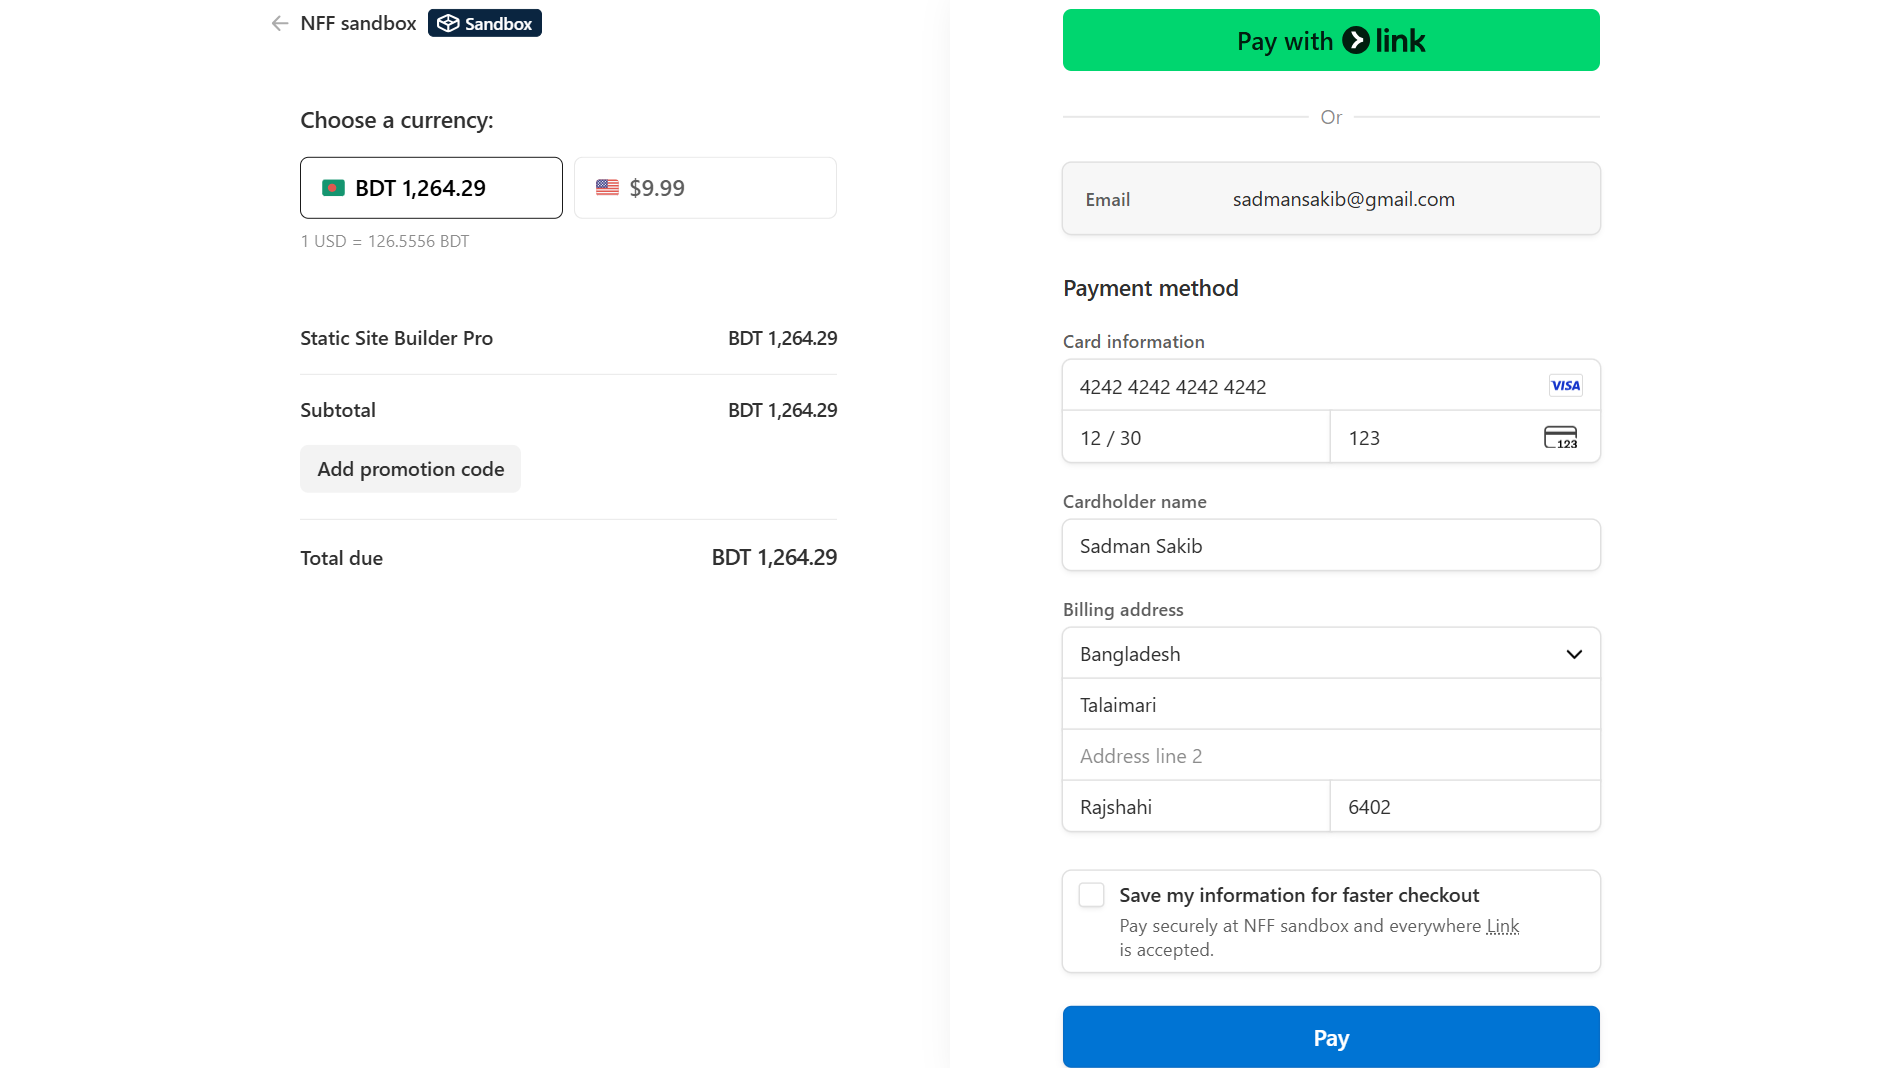 NFF sandbox Sandbox
Choose a currency:
BDT 1,264.29 $9.99
1 USD = 126.5556 BDT
Static Site Builder Pro BDT 1,264.29
Subtotal BDT 1,264.29
Add promotion code
Total due BDT 1,264.29
Pay with link
Or
Email sadmansakib@gmail.com
Payment method
Card information
4242 4242 4242 4242 VISA
12 / 30 123 123
Cardholder name
Sadman Sakib
Billing address
Bangladesh
Talaimari
Address line 2
Rajshahi 6402
Save my information for faster checkout
Pay securely at NFF sandbox and everywhere Link
is accepted.
Pay